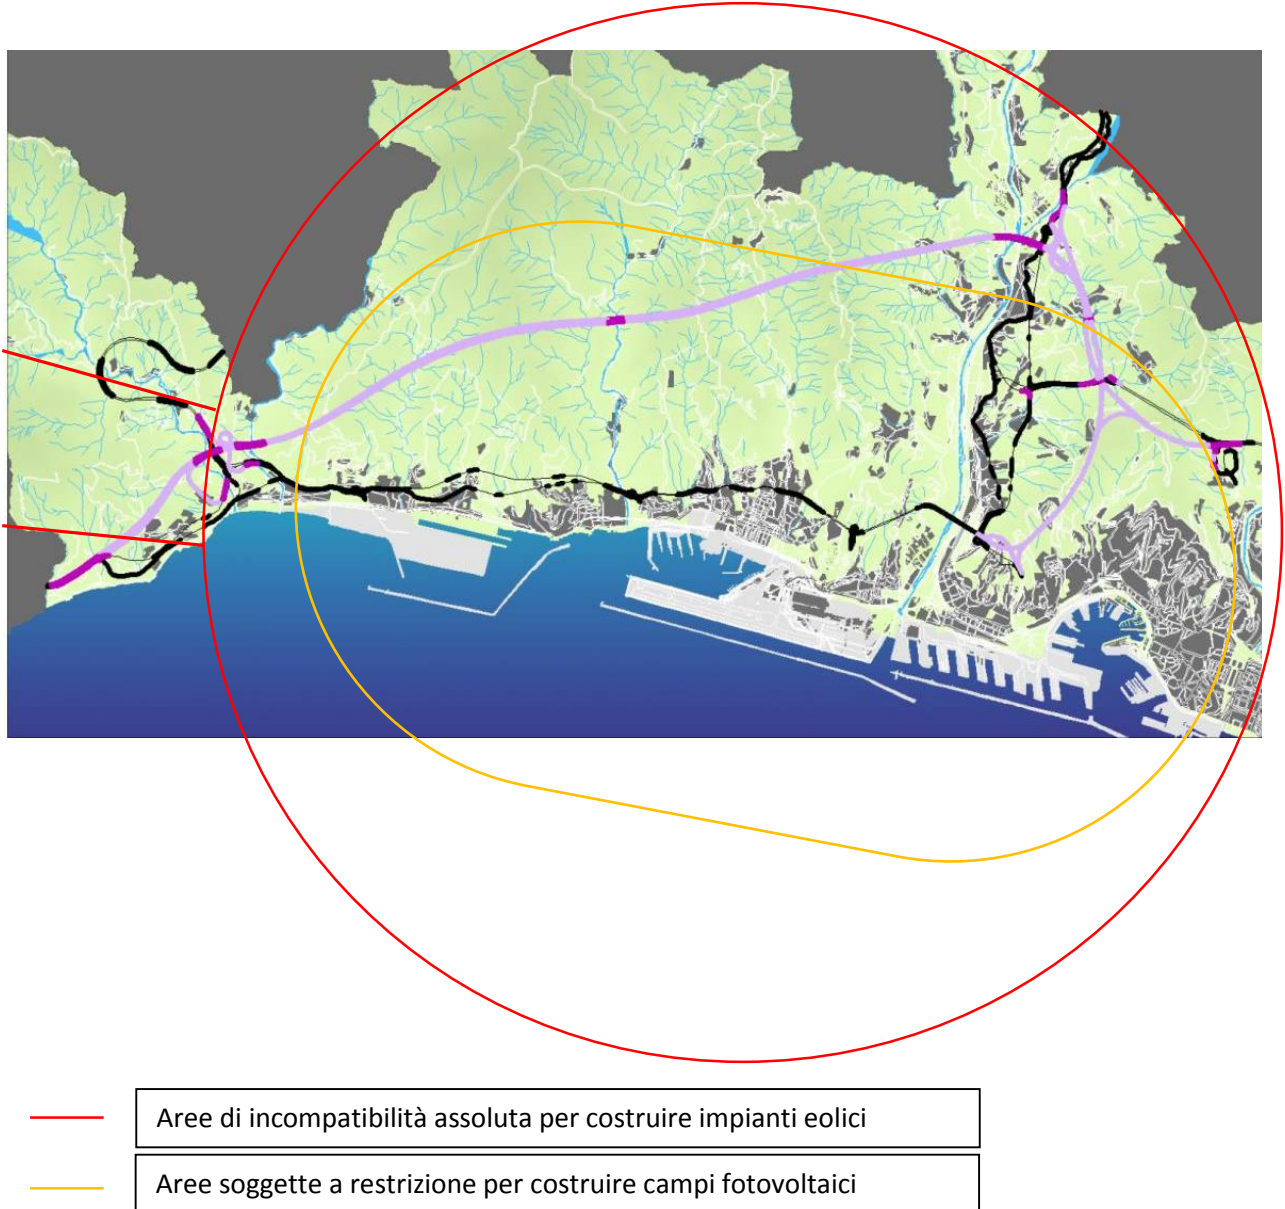 Aree di incompatibilità assoluta per costruire impianti eolici
Aree soggette a restrizione per costruire campi fotovoltaici